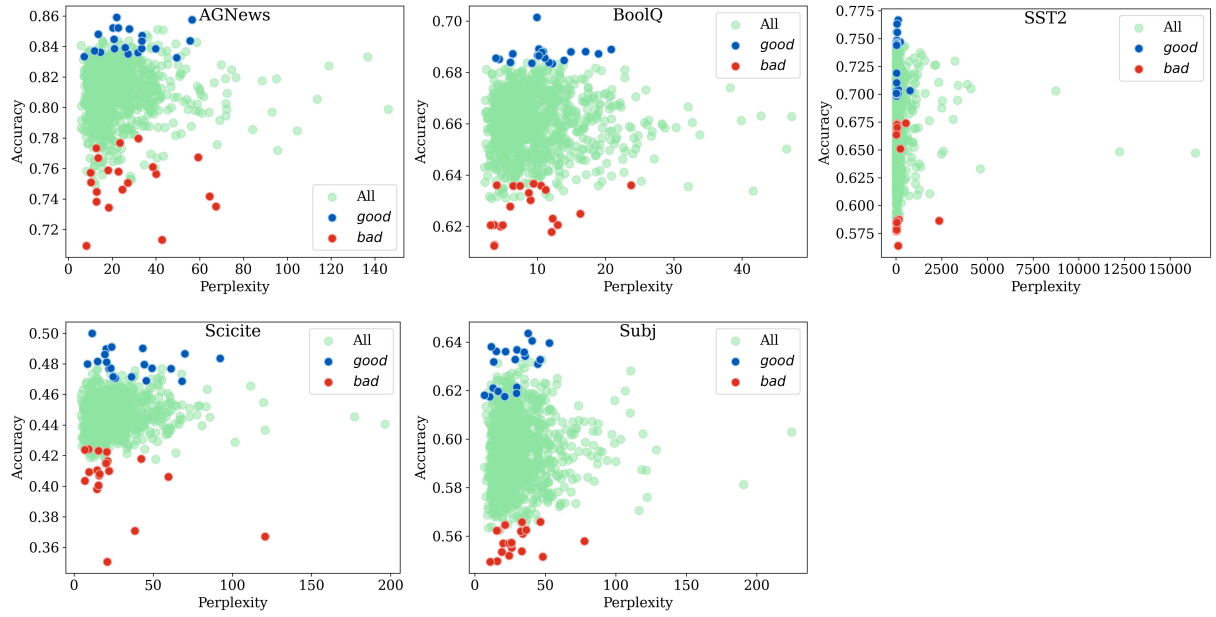 AGNews
0.86
0.84
0.82
0.80
0.78
0.76
0.74
0.72
Accuracy
0 20 40 60 80 100 120 140
Perplexity
All
good
bad
BoolQ
0.70
0.68
0.66
0.64
0.62
Accuracy
10 20 30 40
Perplexity
All
good
bad
SST2
0.775
0.750
0.725
0.700
0.675
0.650
0.625
0.600
0.575
Accuracy
0 2500 5000 7500 10000 12500 15000
Perplexity
All
good
bad
Scicite
0.50
0.48
0.46
0.44
0.42
0.40
0.38
0.36
Accuracy
0 50 100 150 200
Perplexity
All
good
bad
Subj
0.64
0.62
0.60
0.58
0.56
Accuracy
0 50 100 150 200
Perplexity
All
good
bad